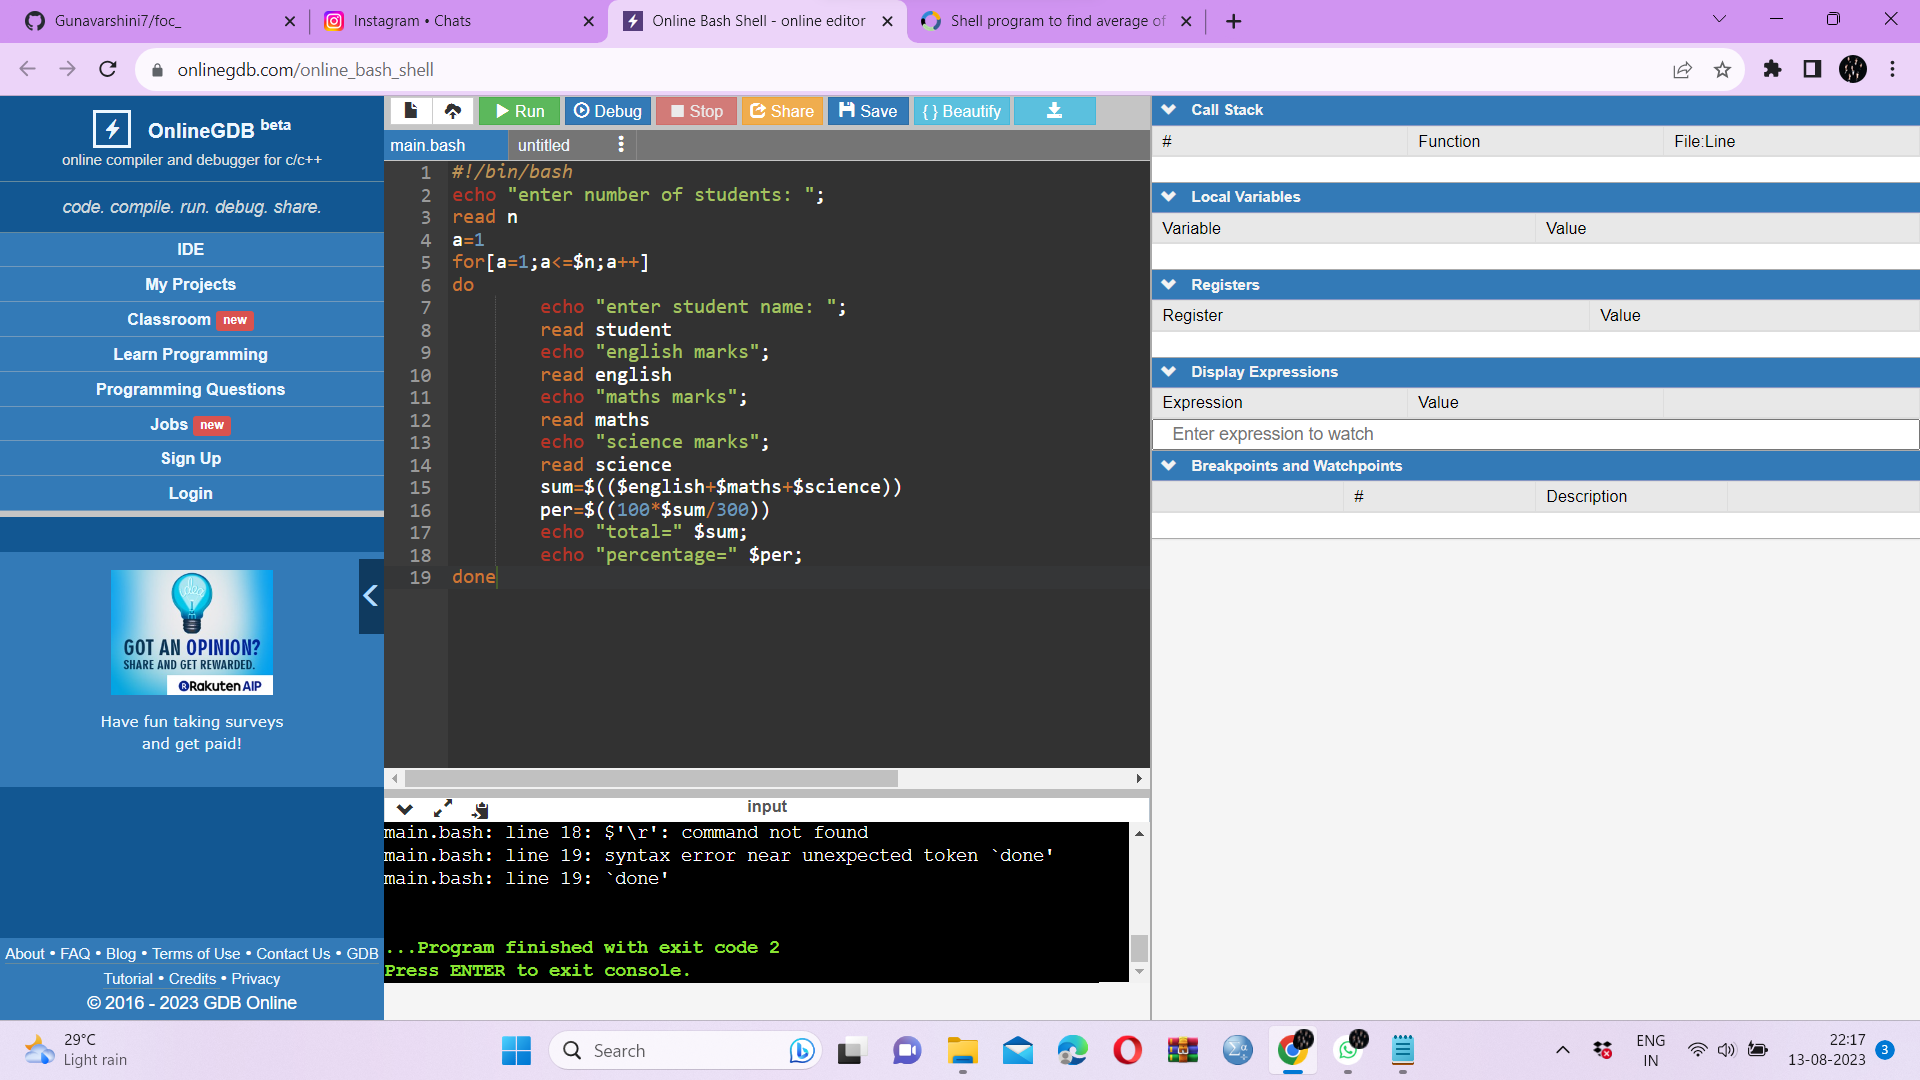 Gunavarshini7/foc_
Instagram • Chats
Online Bash Shell - online editor
Shell program to find average of
onlinegdb.com/online_bash_shell
OnlineGDB beta
online compiler and debugger for c/c++
code. compile. run. debug. share.
IDE
My Projects
Classroom new
Learn Programming
Programming Questions
Jobs new
Sign Up
Login
GOT AN OPINION?
SHARE AND GET REWARDED.
Rakuten AIP
Have fun taking surveys
and get paid!
About • FAQ • Blog • Terms of Use • Contact Us • GDB
Tutorial • Credits • Privacy
© 2016 - 2023 GDB Online
Run Debug Stop Share Save { } Beautify
main.bash untitled
1 #!/bin/bash
2 echo "enter number of students: ";
3 read n
4 a=1
5 for[a=1;a<=$n;a++]
6 do
7 echo "enter student name: ";
8 read student
9 echo "english marks";
10 read english
11 echo "maths marks";
12 read maths
13 echo "science marks";
14 read science
15 sum=$(($english+$maths+$science))
16 per=$((100*$sum/300))
17 echo "total=" $sum;
18 echo "percentage=" $per;
19 done
input
main.bash: line 18: $'\r': command not found
main.bash: line 19: syntax error near unexpected token `done'
main.bash: line 19: `done'
...Program finished with exit code 2
Press ENTER to exit console.
Call Stack
# Function File:Line
Local Variables
Variable Value
Registers
Register Value
Display Expressions
Expression Value
Enter expression to watch
Breakpoints and Watchpoints
# Description
29°C
Light rain
Search
ENG
IN
22:17
13-08-2023
3